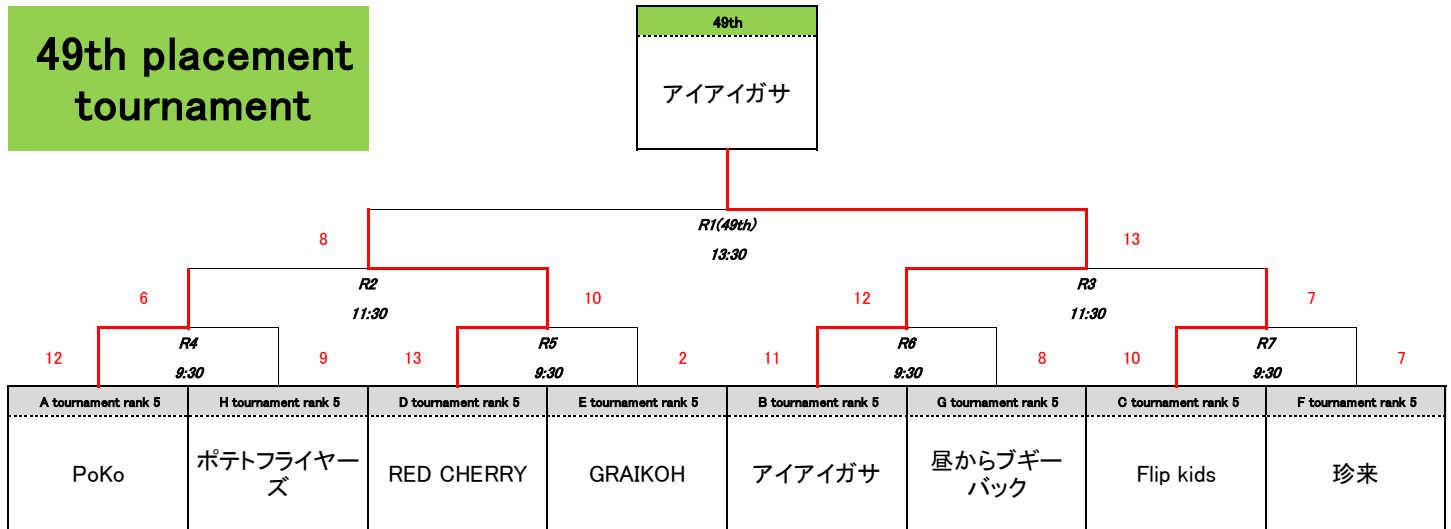 49th placement
tournament
49th
アイアイガサ
R1(49th)
8
13
13:30
R2
R3
6
10
12
7
11:30
11:30
R4
R5
R6
R7
12
9
13
2
11
8
10
7
9:30
9:30
9:30
9:30
A tournament rank 5
H tournament rank 5
D tournament rank 5
E tournament rank 5
B tournament rank 5
G tournament rank 5
C tournament rank 5
F tournament rank 5
PoKo
ポテトフライヤー
ズ
RED CHERRY
GRAIKOH
アイアイガサ
昼からブギー
バック
Flip kids
珍来